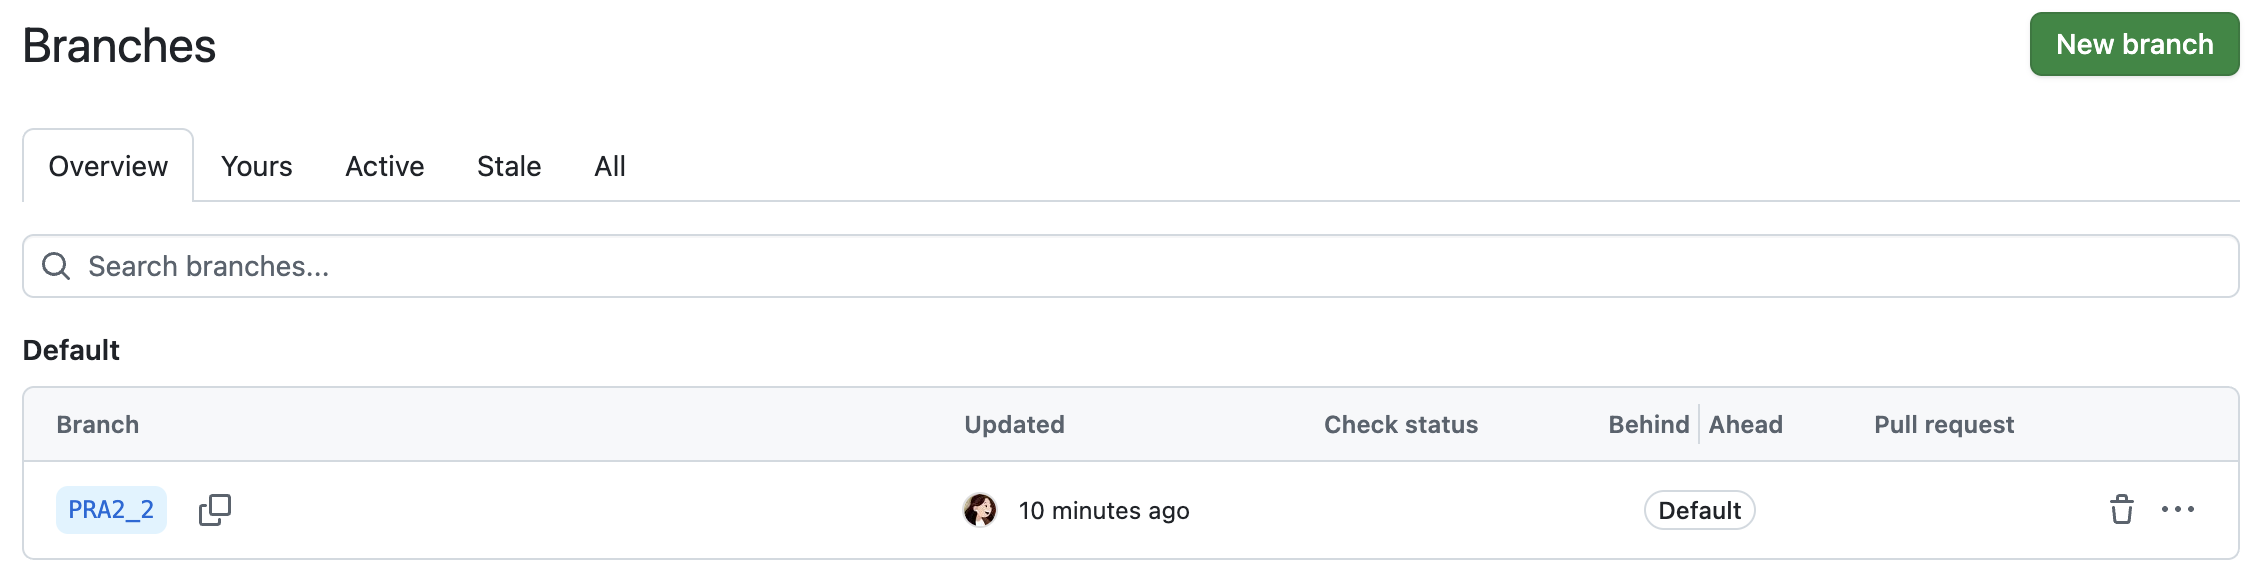 Branches
New branch
Overview Yours Active Stale All
Search branches...
Default
Branch Updated Check status Behind Ahead Pull request
PRA2_2 10 minutes ago Default